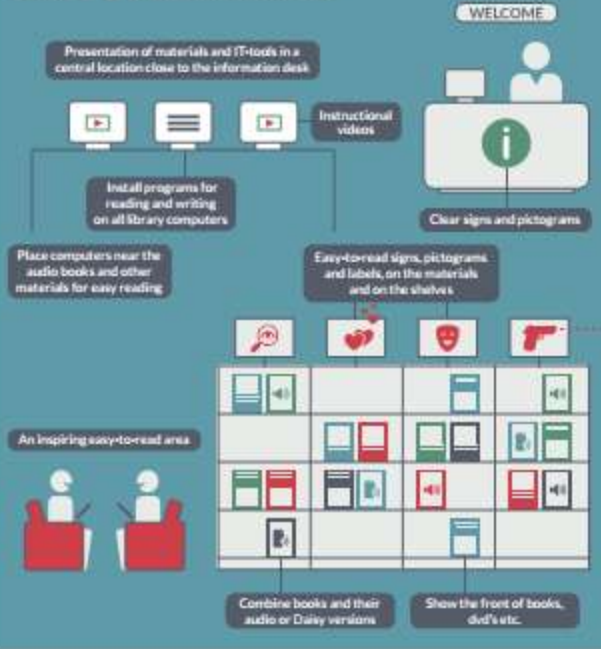 WELCOME
Presentation of materials and IT-tools in a
central location close to the information desk
Instructional
videos
Install programs for
reading and writing
on all library computers
Clear signs and pictograms
Place computers near the
audio books and other
materials for easy reading
Easy-to-read signs, pictograms
and labels, on the materials
and on the shelves
An inspiring easy-to-read area
Combine books and their
audio or Daisy versions
Show the front of books,
dvd's etc.